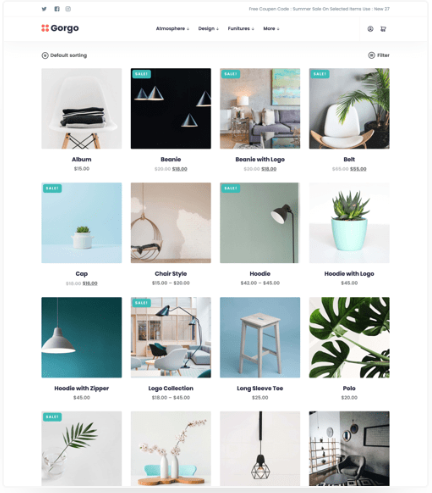 Free Coupon Code - Summer Sale On Selected Items Use - New 27
Gorgo
Atmosphere
Design
Funitures
More
Default sorting
Filter
SALE!
SALE!
SALE!
Album
Beanie
Beanie with Logo
Belt
$15.00
$20.00 $18.00
$20.00 $18.00
$55.00
SALE!
SALE!
Cap
Chair Style
Hoodie
Hoodie with Logo
$16.00
$15.00 – $20.00
$42.00 – $45.00
$45.00
SALE!
Hoodie with Zipper
Logo Collection
Long Sleeve Tee
Polo
$45.00
$18.00 – $45.00
$25.00
$20.00
SALE!